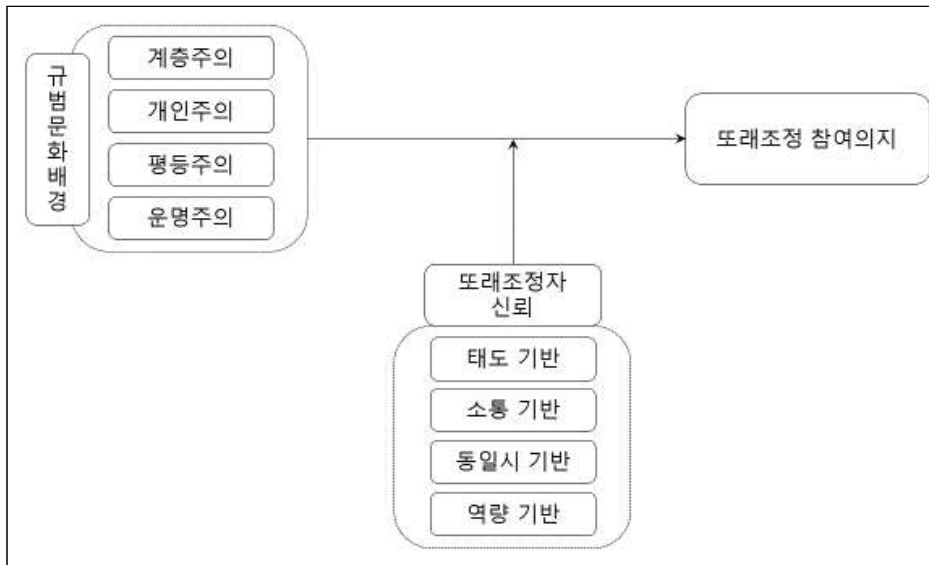 규범문화배경
계층주의
개인주의
평등주의
운명주의
또래조정 참여의지
또래조정자
신뢰
태도 기반
소통 기반
동일시 기반
역량 기반